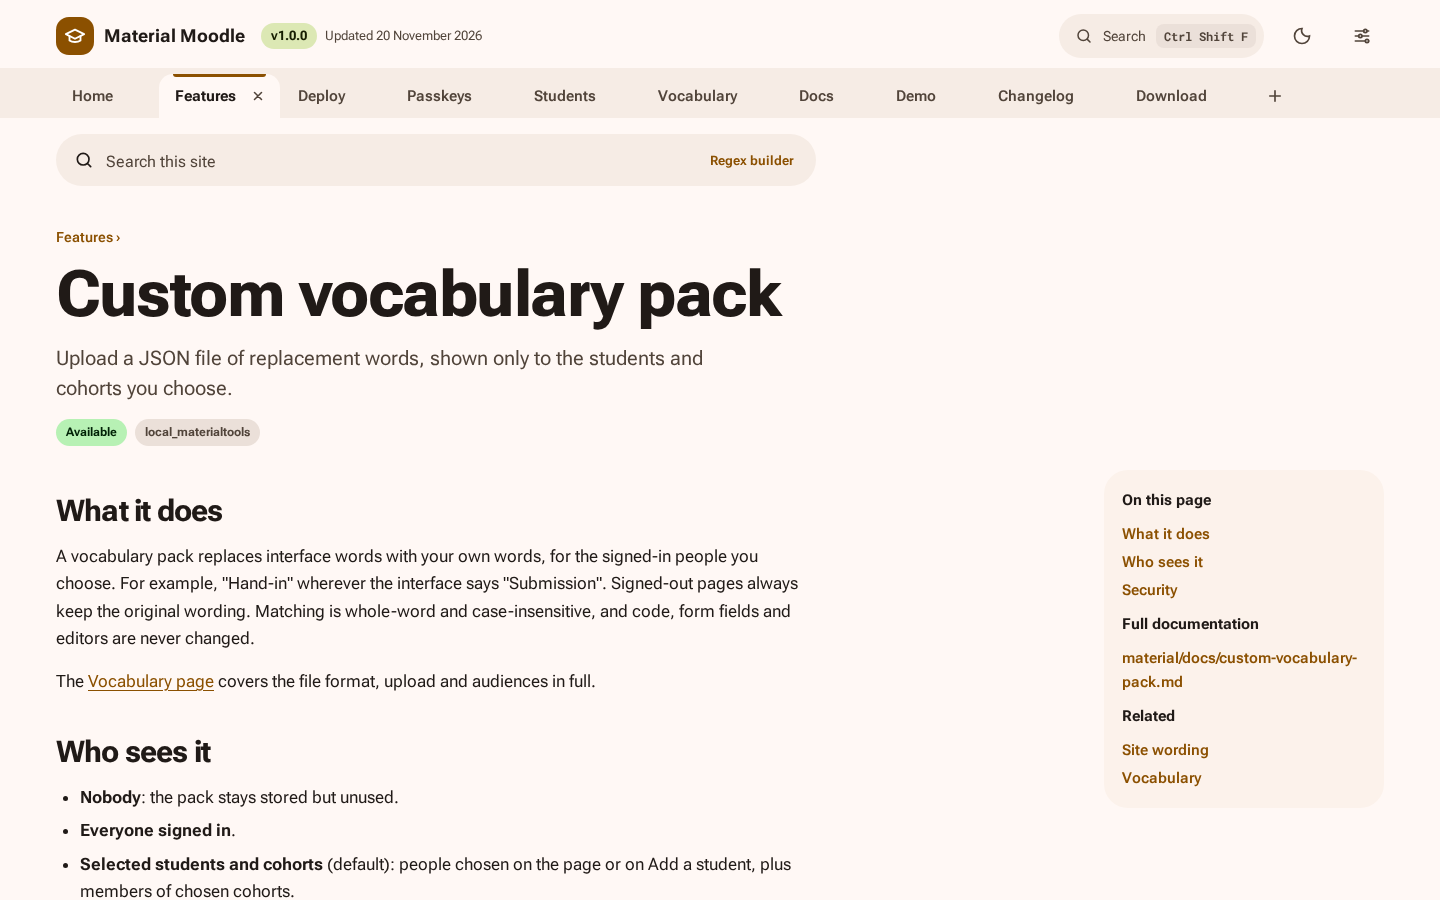 Material Moodle
v1.0.0
Updated 20 November 2026
Search
Ctrl Shift F
Home
Features
Deploy
Passkeys
Students
Vocabulary
Docs
Demo
Changelog
Download
Search this site
Regex builder
Features ›
Custom vocabulary pack
Upload a JSON file of replacement words, shown only to the students and
cohorts you choose.
Available
local_materialtools
What it does
A vocabulary pack replaces interface words with your own words, for the signed-in people you
choose. For example, "Hand-in" wherever the interface says "Submission". Signed-out pages always
keep the original wording. Matching is whole-word and case-insensitive, and code, form fields and
editors are never changed.
The Vocabulary page covers the file format, upload and audiences in full.
Who sees it
Nobody: the pack stays stored but unused.
Everyone signed in.
Selected students and cohorts (default): people chosen on the page or on Add a student, plus
members of chosen cohorts.
On this page
What it does
Who sees it
Security
Full documentation
material/docs/custom-vocabulary-
pack.md
Related
Site wording
Vocabulary